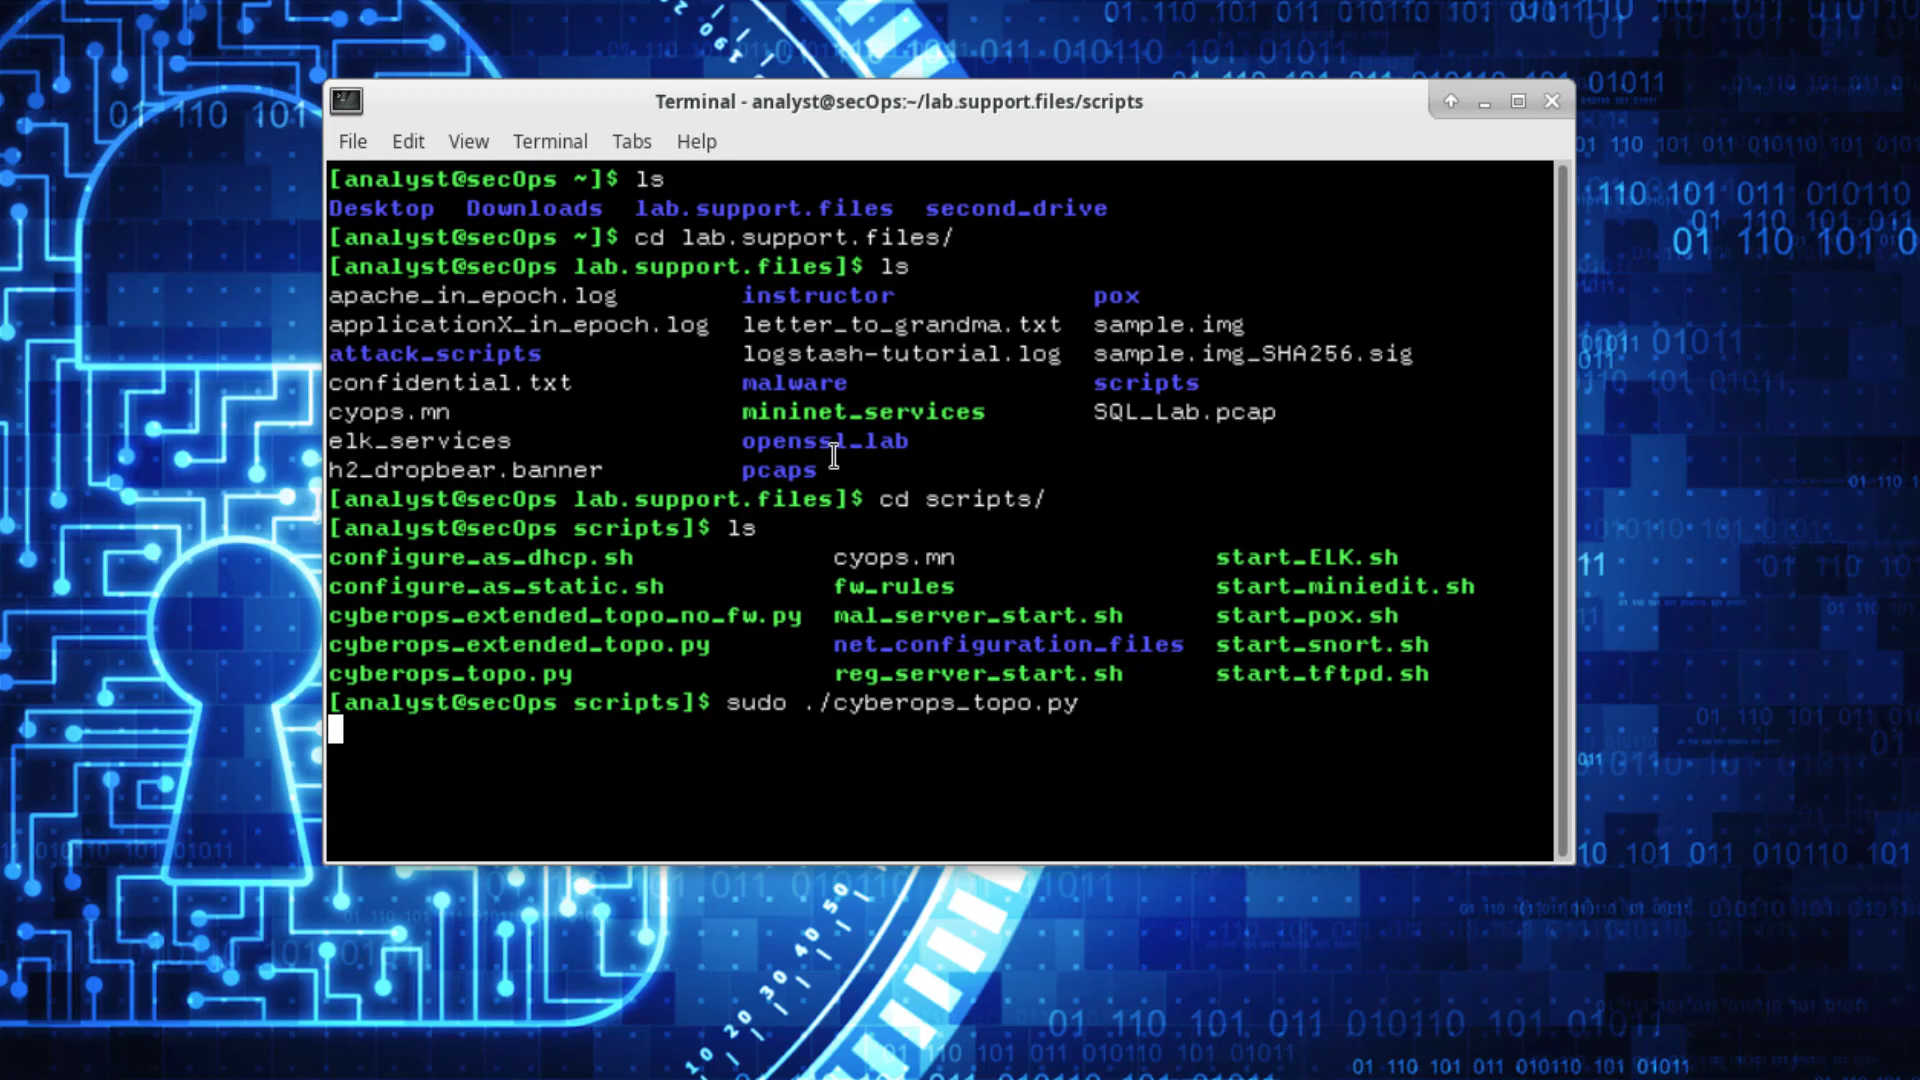 Terminal - analyst@secOps:~/lab.support.files/scripts
File Edit View Terminal Tabs Help
[analyst@secOps ~]$ ls
Desktop Downloads lab.support.files second_drive
[analyst@secOps ~]$ cd lab.support.files/
[analyst@secOps lab.support.files]$ ls
apache_in_epoch.log instructor pox
applicationX_in_epoch.log letter_to_grandma.txt sample.img
attack_scripts logstash-tutorial.log sample.img_SHA256.sig
confidential.txt malware scripts
cyops.mn mininet_services SQL_Lab.pcap
elk_services openssl_lab
h2_dropbear.banner pcaps
[analyst@secOps lab.support.files]$ cd scripts/
[analyst@secOps scripts]$ ls
configure_as_dhcp.sh cyops.mn start_ELK.sh
configure_as_static.sh fw_rules start_miniedit.sh
cyberops_extended_topo_no_fw.py mal_server_start.sh start_pox.sh
cyberops_extended_topo.py net_configuration_files start_snort.sh
cyberops_topo.py reg_server_start.sh start_tftpd.sh
[analyst@secOps scripts]$ sudo ./cyberops_topo.py